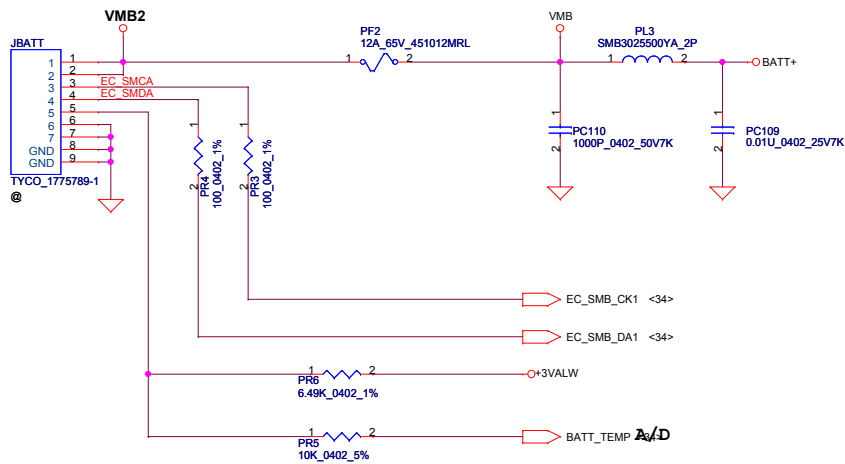 VMB2
JBATT
1
2
3
4
5
6
7
GND
GND
1
2
3
4
5
6
7
8
9
EC_SMCA
EC_SMDA
TYCO_1775789-1
@
PF2
12A_65V_451012MRL
1
2
VMB
PL3
SMB3025500YA_2P
1
2
BATT+
1
2
PC110
1000P_0402_50V7K
1
2
PC109
0.01U_0402_25V7K
1
2
PR4
100_0402_1%
1
2
PR3
100_0402_1%
EC_SMB_CK1 <34>
EC_SMB_DA1 <34>
1
2
PR6
6.49K_0402_1%
+3VALW
1
2
PR5
10K_0402_5%
BATT_TEMP
A/D